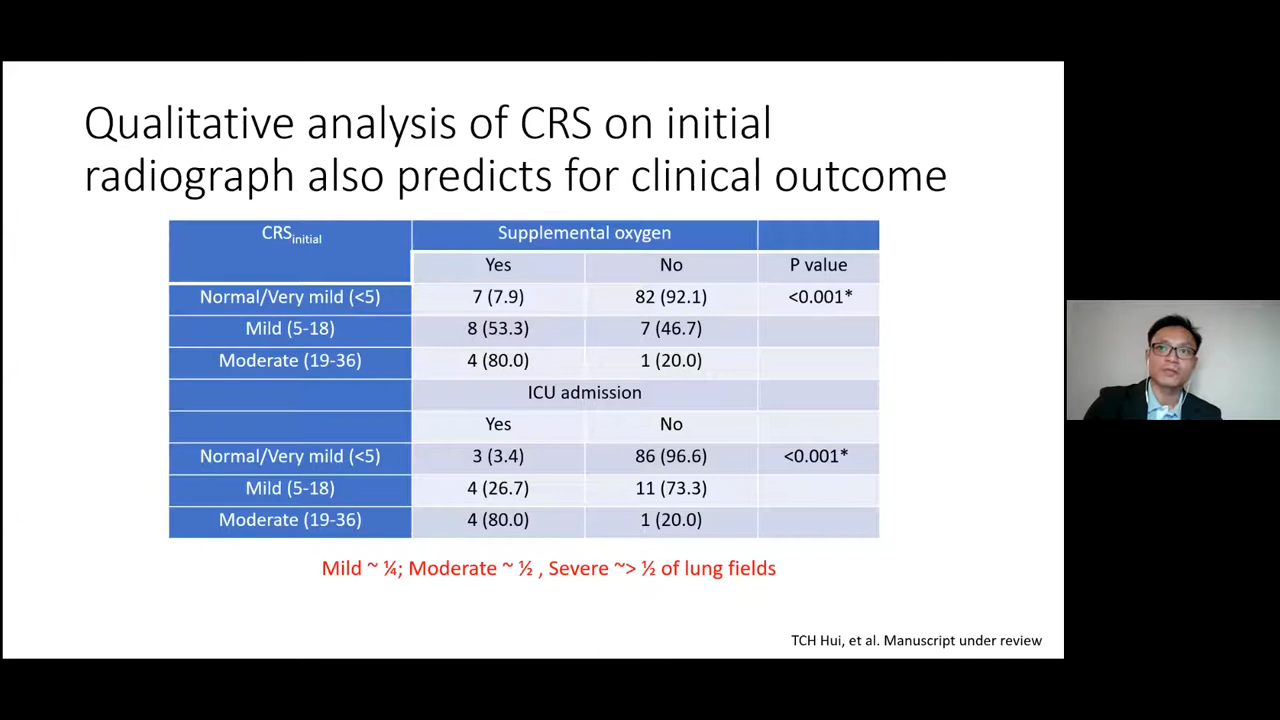 Qualitative analysis of CRS on initial
radiograph also predicts for clinical outcome
CRSinitial Supplemental oxygen
Yes No P value
Normal/Very mild (<5) 7 (7.9) 82 (92.1) <0.001*
Mild (5-18) 8 (53.3) 7 (46.7)
Moderate (19-36) 4 (80.0) 1 (20.0)
ICU admission
Yes No
Normal/Very mild (<5) 3 (3.4) 86 (96.6) <0.001*
Mild (5-18) 4 (26.7) 11 (73.3)
Moderate (19-36) 4 (80.0) 1 (20.0)
Mild ~ ¼; Moderate ~ ½ , Severe ~> ½ of lung fields
TCH Hui, et al. Manuscript under review